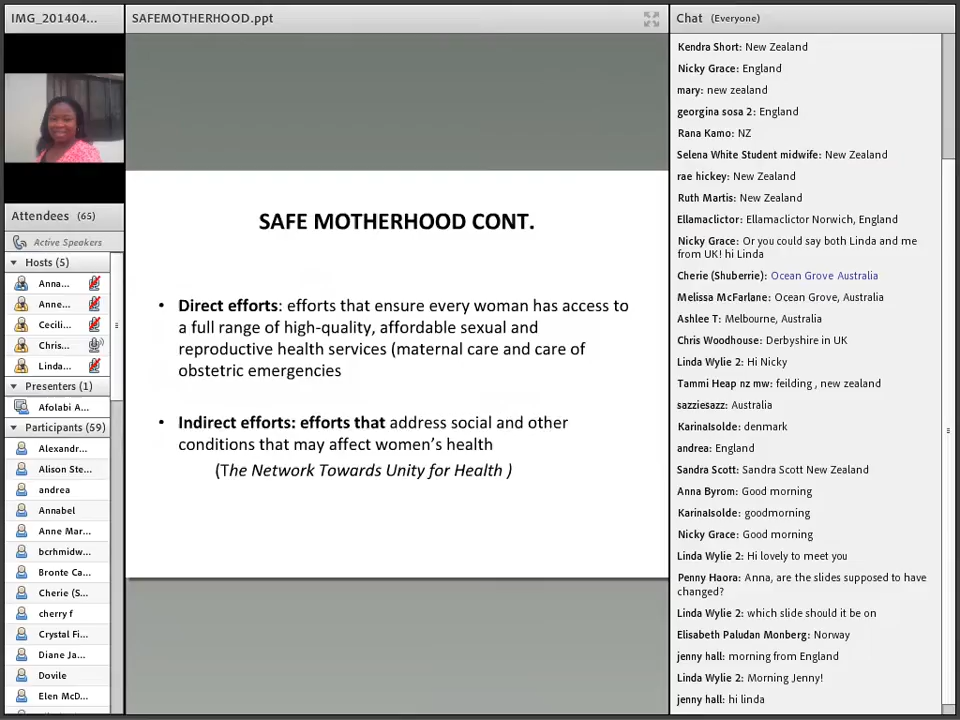 IMG_201404...
SAFEMOTHERHOOD.ppt
Chat (Everyone)
Attendees (65)
Active Speakers
Hosts (5)
Anna...
Anne...
Cecili...
Chris...
Linda...
Presenters (1)
Afolabi A...
Participants (59)
Alexandr...
Alison Ste...
andrea
Annabel
Anne Mar...
bcrhmidw...
Bronte Ca...
Cherie (S...
cherry f
Crystal Fi...
Diane Ja...
Dovile
Elen McD...
SAFE MOTHERHOOD CONT.
• Direct efforts: efforts that ensure every woman has access to
a full range of high-quality, affordable sexual and
reproductive health services (maternal care and care of
obstetric emergencies
• Indirect efforts: efforts that address social and other
conditions that may affect women's health
(The Network Towards Unity for Health )
Kendra Short: New Zealand
Nicky Grace: England
mary: new zealand
georgina sosa 2: England
Rana Kamo: NZ
Selena White Student midwife: New Zealand
rae hickey: New Zealand
Ruth Martis: New Zealand
Ellamaclictor: Ellamaclictor Norwich, England
Nicky Grace: Or you could say both Linda and me
from UK! hi Linda
Cherie (Shuberrie): Ocean Grove Australia
Melissa McFarlane: Ocean Grove, Australia
Ashlee T: Melbourne, Australia
Chris Woodhouse: Derbyshire in UK
Linda Wylie 2: Hi Nicky
Tammi Heap nz mw: feilding , new zealand
sazziesazz: Australia
KarinaIsolde: denmark
andrea: England
Sandra Scott: Sandra Scott New Zealand
Anna Byrom: Good morning
KarinaIsolde: goodmorning
Nicky Grace: Good morning
Linda Wylie 2: Hi lovely to meet you
Penny Haora: Anna, are the slides supposed to have
changed?
Linda Wylie 2: which slide should it be on
Elisabeth Paludan Monberg: Norway
jenny hall: morning from England
Linda Wylie 2: Morning Jenny!
jenny hall: hi linda